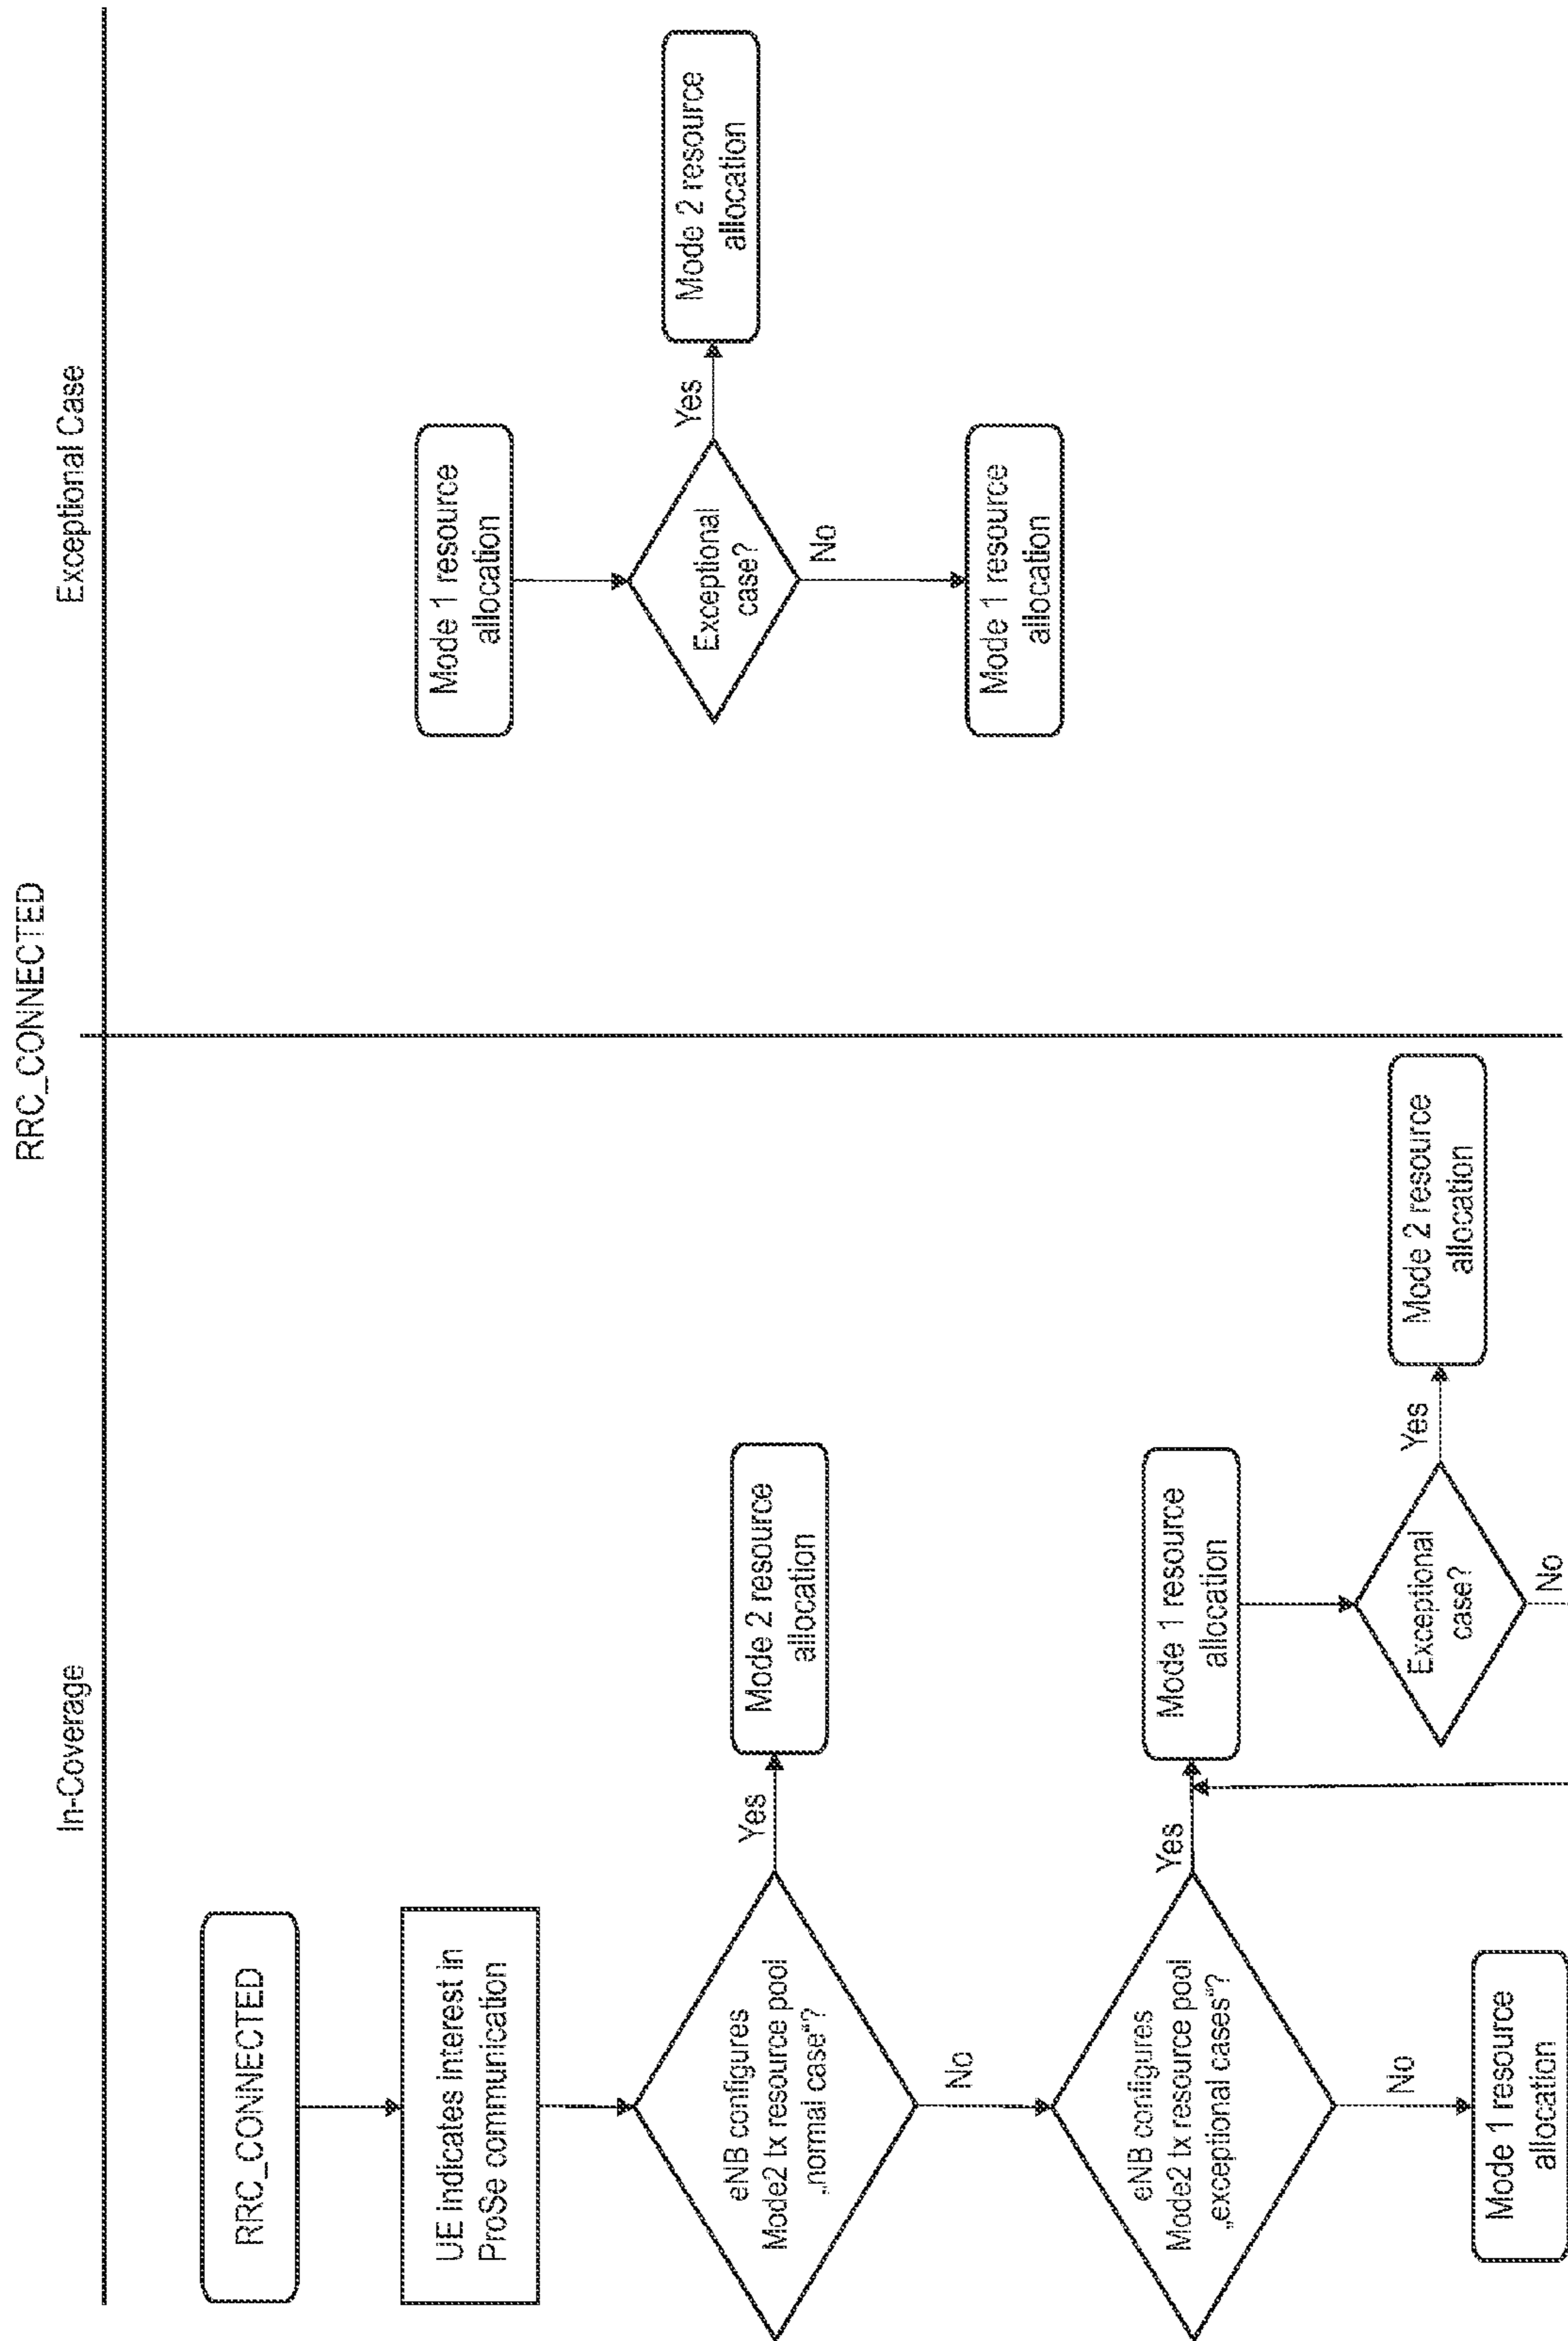 RRC_CONNECTED
In-Coverage
Exceptional Case
RRC_CONNECTED
UE indicates interest in
ProSe communication
eNB configures
Mode2 tx resource pool
„normal case“?
Yes
Mode 2 resource
allocation
No
eNB configures
Mode2 tx resource pool
„exceptional cases“?
Yes
Mode 1 resource
allocation
Exceptional
case?
Yes
Mode 2 resource
allocation
No
No
Mode 1 resource
allocation
Mode 1 resource
allocation
Exceptional
case?
Yes
Mode 2 resource
allocation
No
Mode 1 resource
allocation